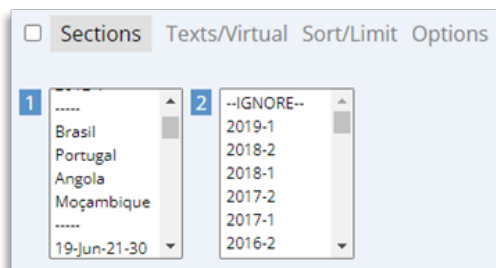 Sections Texts/Virtual Sort/Limit Options
1
-----
Brasil
Portugal
Angola
Moçambique
-----
19-Jun-21-30
2
--IGNORE--
2019-1
2018-2
2018-1
2017-2
2017-1
2016-2